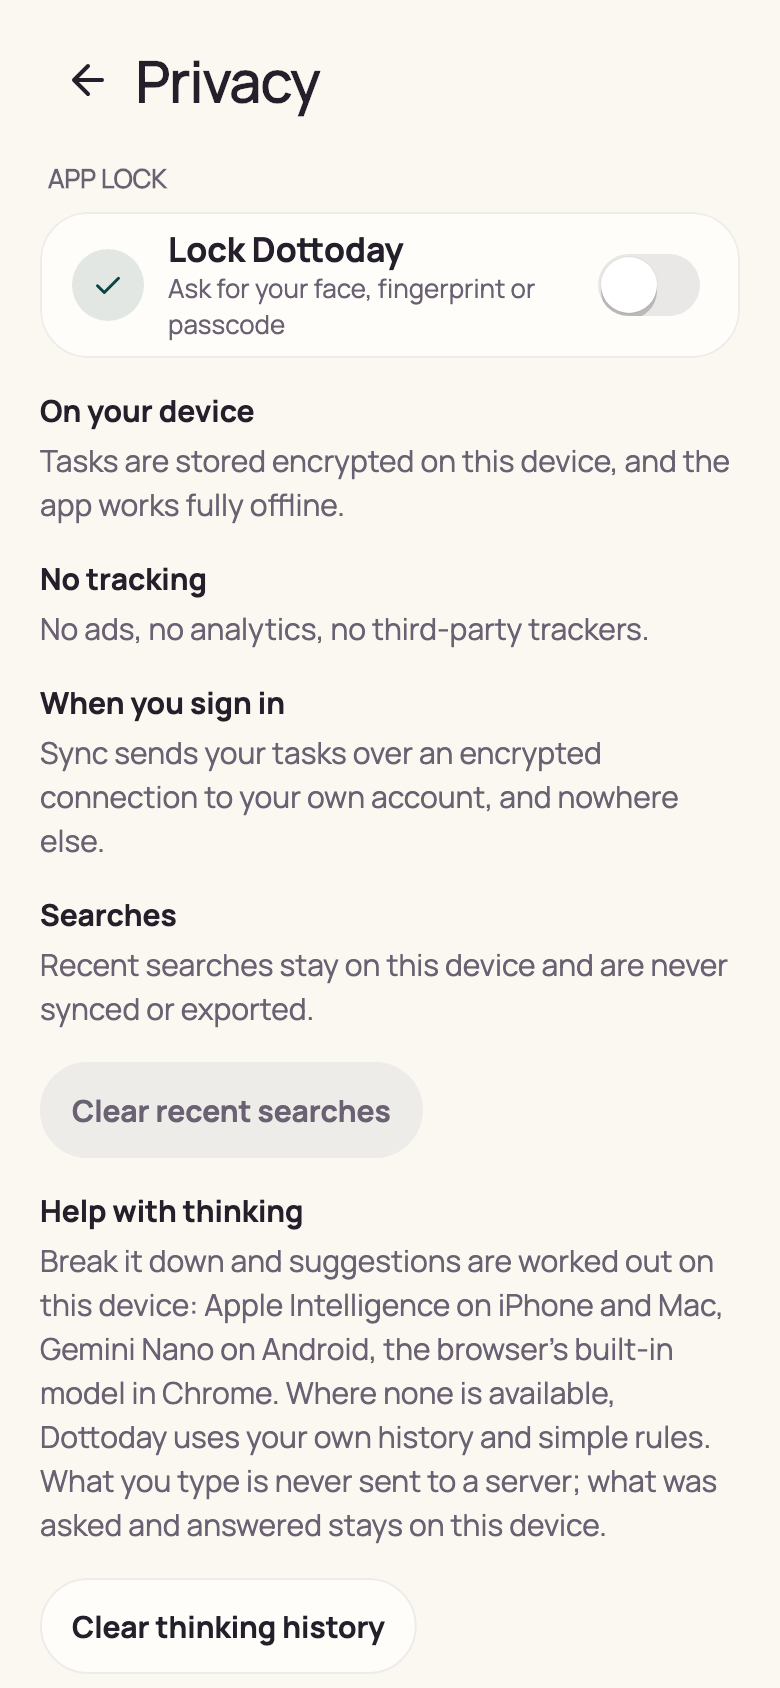 Privacy
APP LOCK
Lock Dottoday
Ask for your face, fingerprint or
passcode
On your device
Tasks are stored encrypted on this device, and the
app works fully offline.
No tracking
No ads, no analytics, no third-party trackers.
When you sign in
Sync sends your tasks over an encrypted
connection to your own account, and nowhere
else.
Searches
Recent searches stay on this device and are never
synced or exported.
Clear recent searches
Help with thinking
Break it down and suggestions are worked out on
this device: Apple Intelligence on iPhone and Mac,
Gemini Nano on Android, the browser’s built-in
model in Chrome. Where none is available,
Dottoday uses your own history and simple rules.
What you type is never sent to a server; what was
asked and answered stays on this device.
Clear thinking history